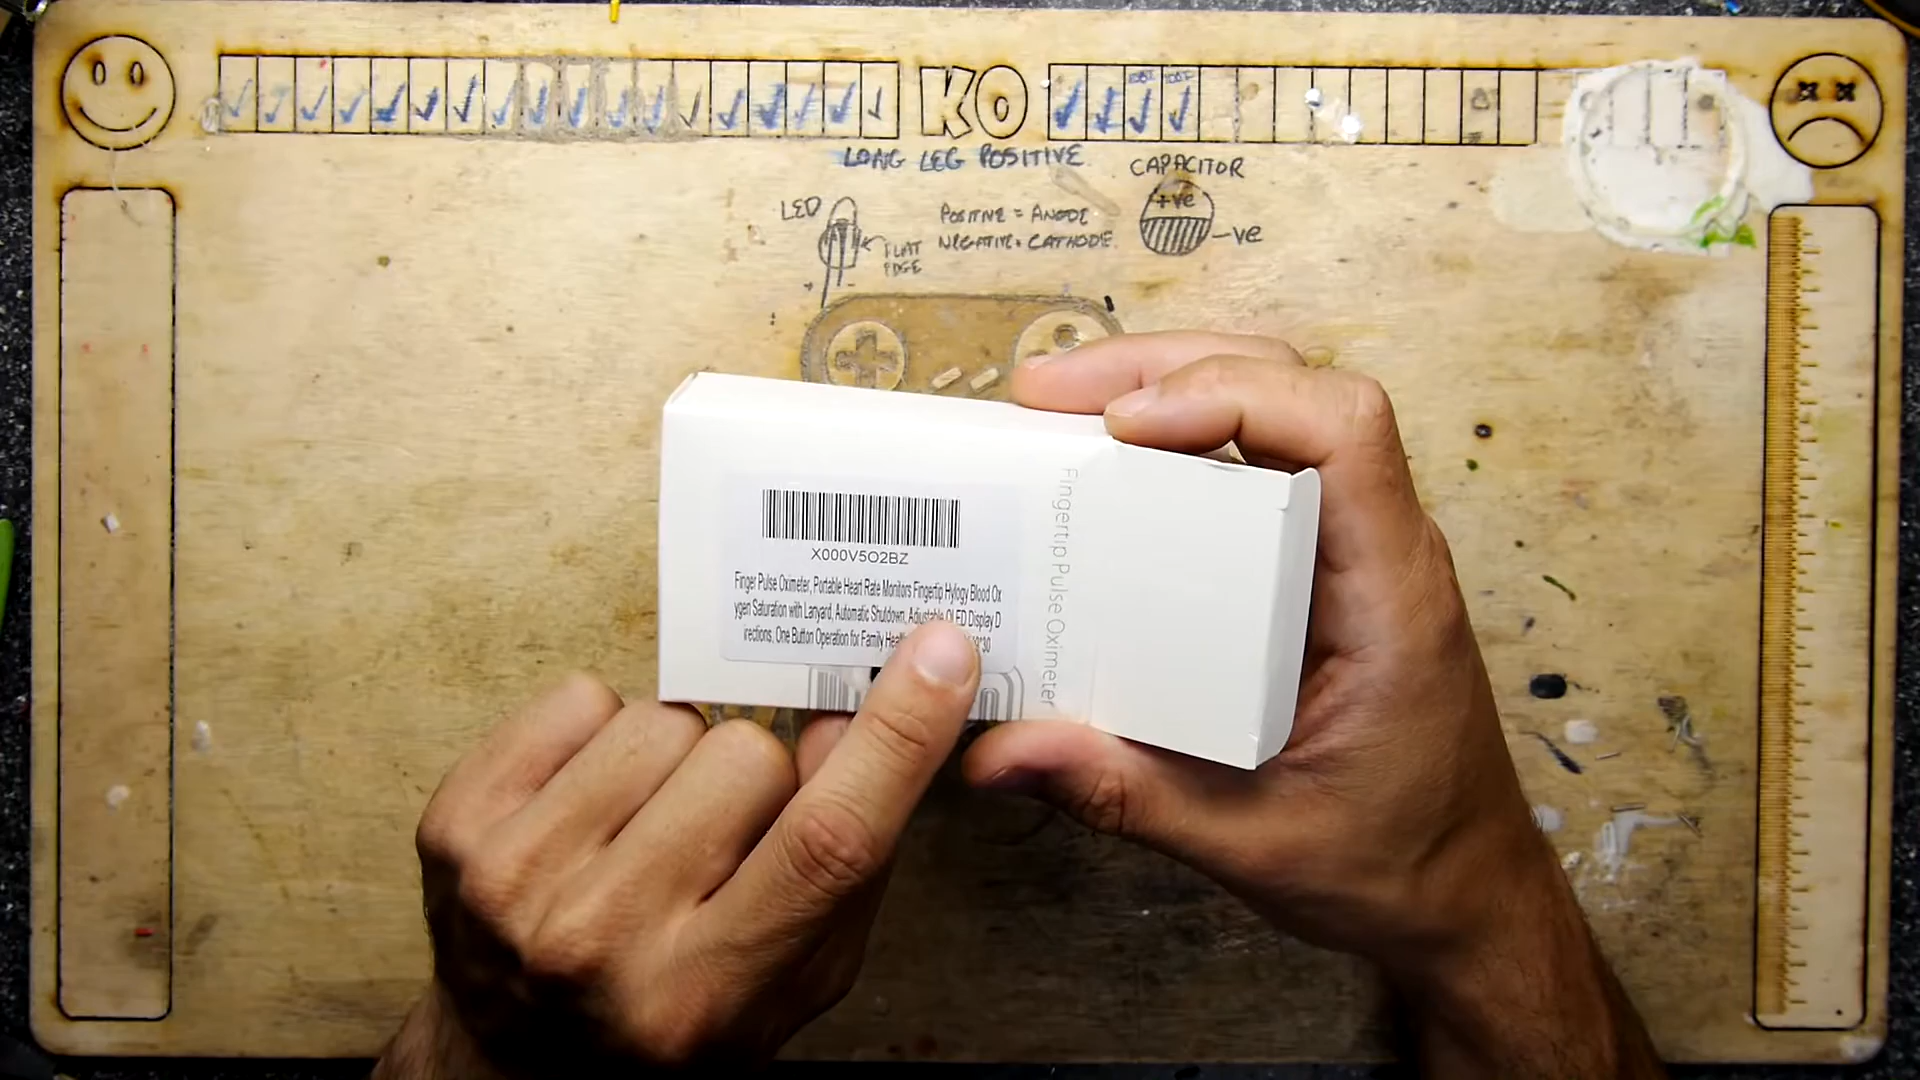 KO
LONG LEG POSITIVE
CAPACITOR
LED
POSITIVE = ANODE
NEGATIVE = CATHODE
+ve
-ve
FLAT
EDGE
+ -
X000V5O2BZ
Finger Pulse Oximeter, Portable Heart Rate Monitors Fingertip Hylogy Blood Ox
ygen Saturation with Lanyard, Automatic Shutdown, Adjustable OLED Display D
irections, One Button Operation for Family
Fingertip Pulse Oximeter